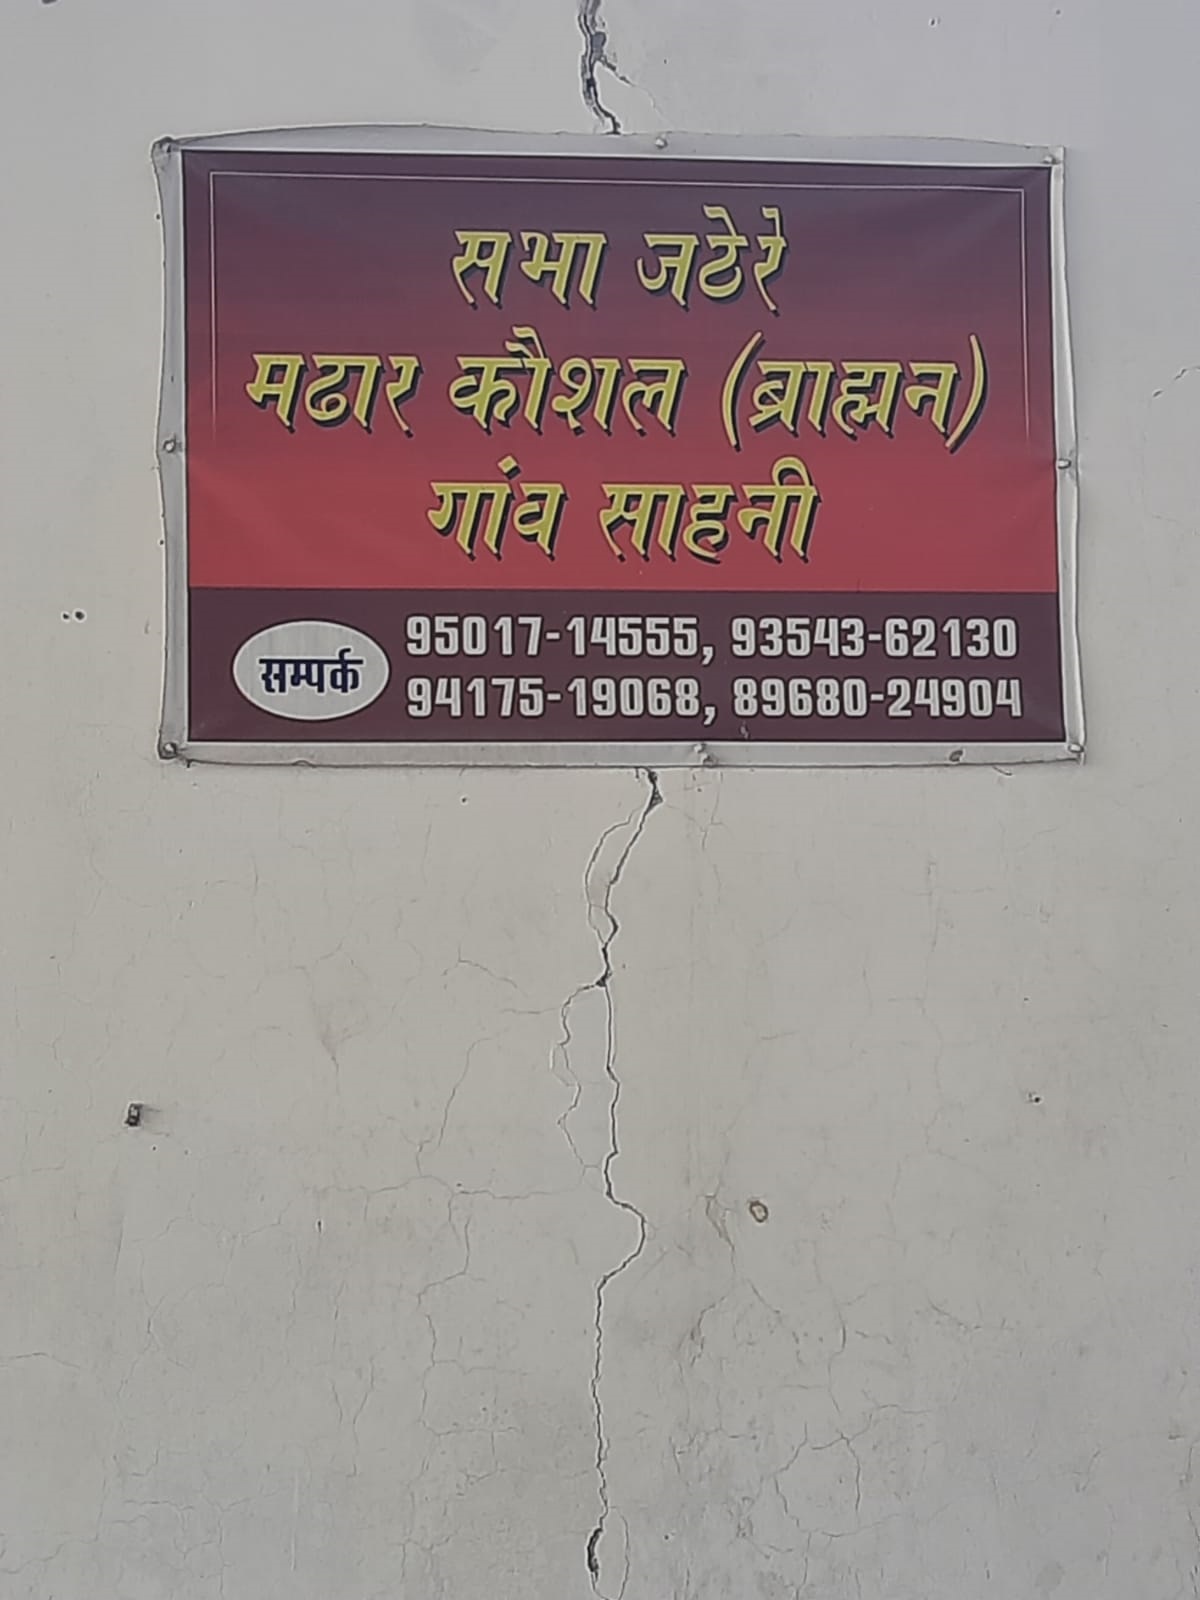 सभा जठेरे
मढार कौशल (ब्राह्मन)
गांव साहनी
सम्पर्क
95017-14555, 93543-62130
94175-19068, 89680-24904